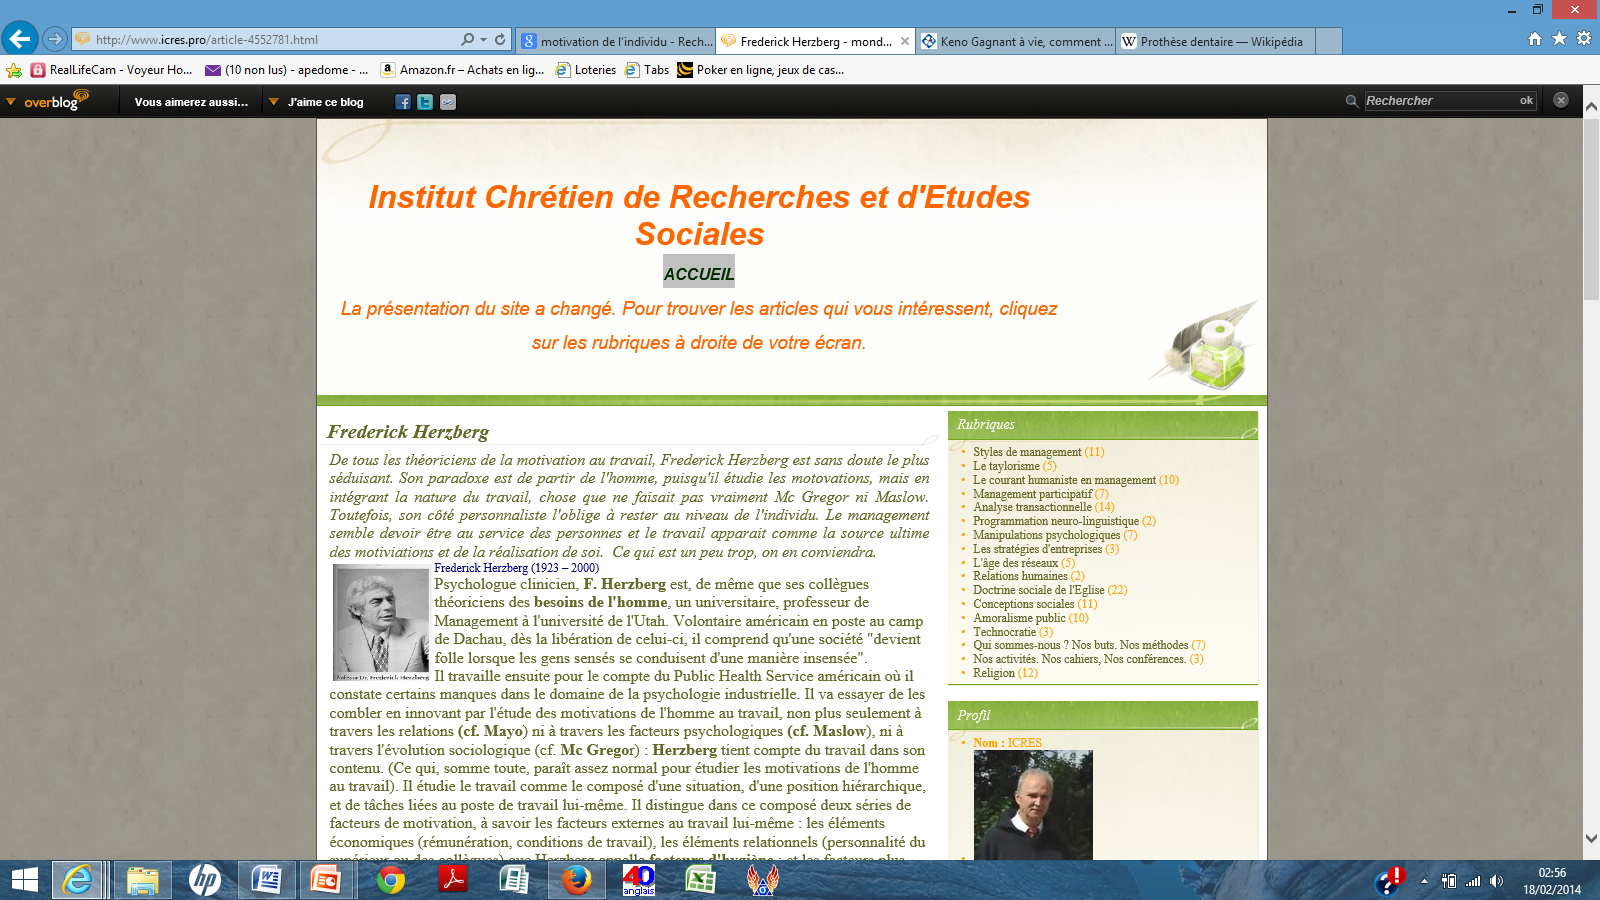 http://www.icres.pro/article-4552781.html
motivation de l'individu - Rech...
Frederick Herzberg - mond...
Keno Gagnant à vie, comment ...
Prothèse dentaire — Wikipédia
RealLifeCam - Voyeur Ho...
(10 non lus) - apedome - ...
Amazon.fr – Achats en lig...
Loteries
Tabs
Poker en ligne, jeux de cas...
overblog
Vous aimerez aussi...
J'aime ce blog
Rechercher
ok
Institut Chrétien de Recherches et d'Etudes
Sociales
ACCUEIL
La présentation du site a changé. Pour trouver les articles qui vous intéressent, cliquez
sur les rubriques à droite de votre écran.
Frederick Herzberg
De tous les théoriciens de la motivation au travail, Frederick Herzberg est sans doute le plus
séduisant. Son paradoxe est de partir de l'homme, puisqu'il étudie les motovations, mais en
intégrant la nature du travail, chose que ne faisait pas vraiment Mc Gregor ni Maslow.
Toutefois, son côté personnaliste l'oblige à rester au niveau de l'individu. Le management
semble devoir être au service des personnes et le travail apparait comme la source ultime
des motiviations et de la réalisation de soi.  Ce qui est un peu trop, on en conviendra.
Frederick Herzberg (1923 – 2000)
Psychologue clinicien, F. Herzberg est, de même que ses collègues
théoriciens des besoins de l'homme, un universitaire, professeur de
Management à l'université de l'Utah. Volontaire américain en poste au camp
de Dachau, dès la libération de celui-ci, il comprend qu'une société "devient
folle lorsque les gens sensés se conduisent d'une manière insensée".
Professor Dr. Frederick Herzberg
Il travaille ensuite pour le compte du Public Health Service américain où il
constate certains manques dans le domaine de la psychologie industrielle. Il va essayer de les
combler en innovant par l'étude des motivations de l'homme au travail, non plus seulement à
travers les relations (cf. Mayo) ni à travers les facteurs psychologiques (cf. Maslow), ni à
travers l'évolution sociologique (cf. Mc Gregor) : Herzberg tient compte du travail dans son
contenu. (Ce qui, somme toute, paraît assez normal pour étudier les motivations de l'homme
au travail). Il étudie le travail comme le composé d'une situation, d'une position hiérarchique,
et de tâches liées au poste de travail lui-même. Il distingue dans ce composé deux séries de
facteurs de motivation, à savoir les facteurs externes au travail lui-même : les éléments
économiques (rémunération, conditions de travail), les éléments relationnels (personnalité du
supérieur ou des collègues) que Herzberg appelle facteurs d'hygiène ; et les facteurs plus
Rubriques
Styles de management (11)
Le taylorisme (5)
Le courant humaniste en management (10)
Management participatif (7)
Analyse transactionnelle (14)
Programmation neuro-linguistique (2)
Manipulations psychologiques (7)
Les stratégies d'entreprises (3)
L'âge des réseaux (5)
Relations humaines (2)
Doctrine sociale de l'Eglise (22)
Conceptions sociales (11)
Amoralisme public (10)
Technocratie (3)
Qui sommes-nous ? Nos buts. Nos méthodes (7)
Nos activités. Nos cahiers, Nos conférences. (3)
Religion (12)
Profil
Nom : ICRES
40
anglais
02:56
18/02/2014